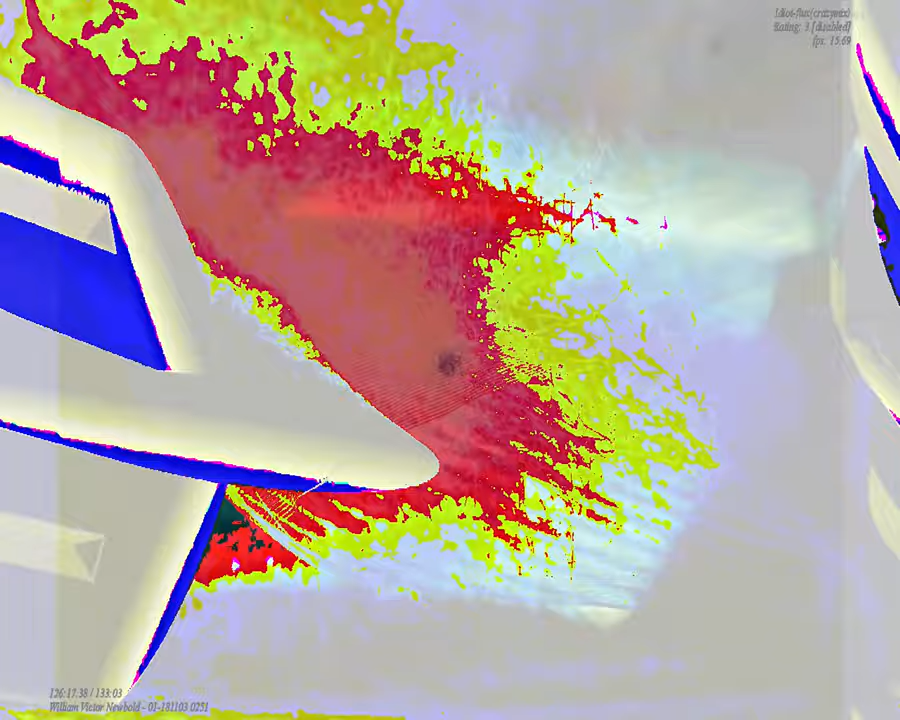 Idiot-flux(crazymix)
Rating: 3 [disabled]
fps: 15.69
126:17.38 / 133:03
William Victor Newbold - 01-181103 0251